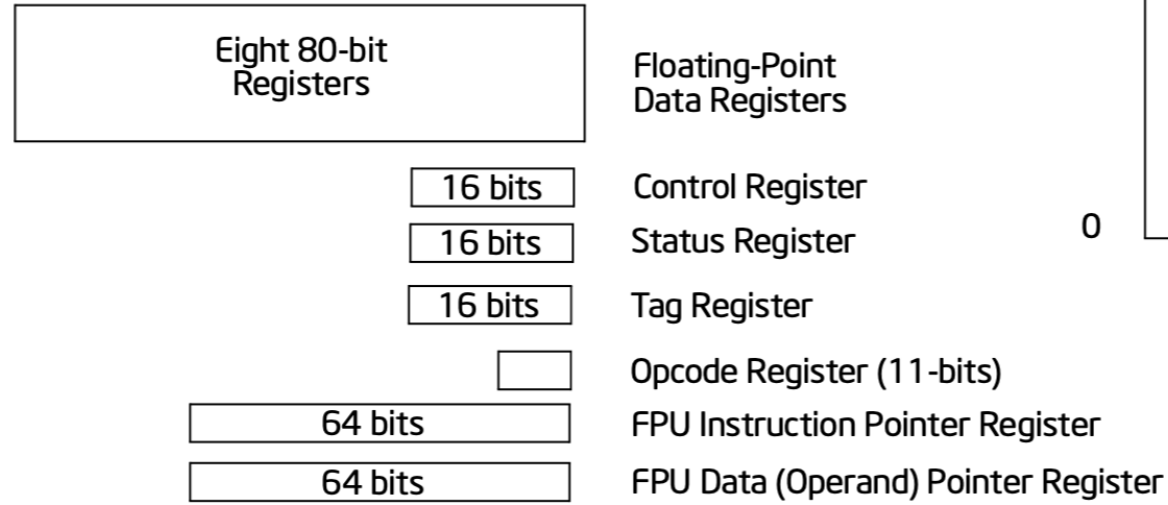 Eight 80-bit
Registers
Floating-Point
Data Registers
16 bits Control Register
16 bits Status Register
0
16 bits Tag Register
Opcode Register (11-bits)
64 bits FPU Instruction Pointer Register
64 bits FPU Data (Operand) Pointer Register